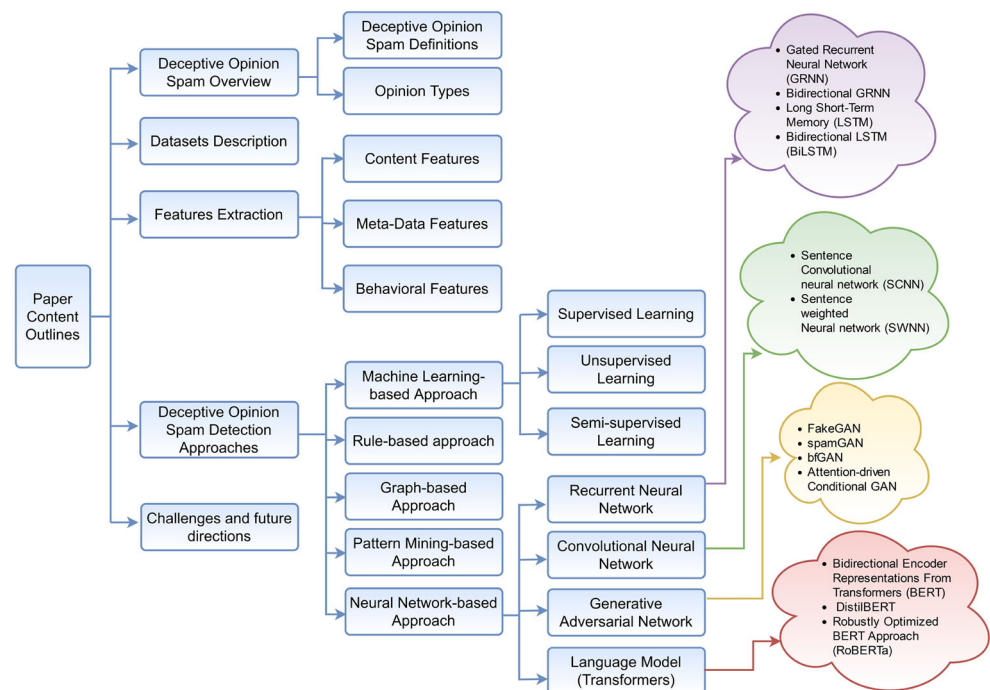 Paper
Content
Outlines
Deceptive Opinion
Spam Overview
Datasets Description
Features Extraction
Deceptive Opinion
Spam Detection
Approaches
Challenges and future
directions
Deceptive Opinion
Spam Definitions
Opinion Types
Content Features
Meta-Data Features
Behavioral Features
Machine Learning-
based Approach
Rule-based approach
Graph-based
Approach
Pattern Mining-based
Approach
Neural Network-based
Approach
Supervised Learning
Unsupervised
Learning
Semi-supervised
Learning
Recurrent Neural
Network
Convolutional Neural
Network
Generative
Adversarial Network
Language Model
(Transformers)
• Gated Recurrent
Neural Network
(GRNN)
• Bidirectional GRNN
• Long Short-Term
Memory (LSTM)
• Bidirectional LSTM
(BiLSTM)
• Sentence
Convolutional
neural network (SCNN)
• Sentence
weighted
Neural network (SWNN)
• FakeGAN
• spamGAN
• bfGAN
• Attention-driven
Conditional GAN
• Bidirectional Encoder
Representations From
Transformers (BERT)
• DistilBERT
• Robustly Optimized
BERT Approach
(RoBERTa)